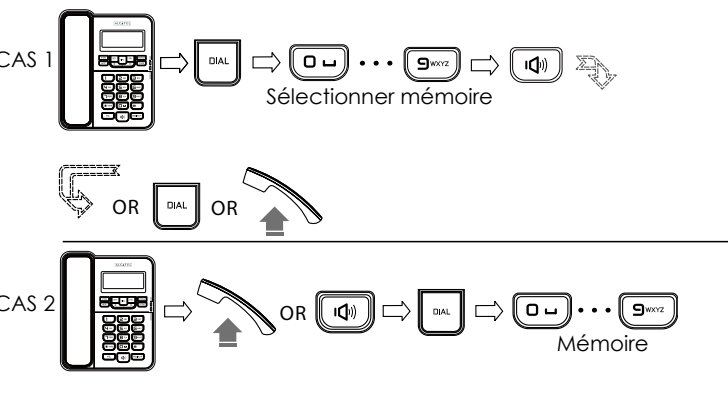 CAS 1
ALCATEL
DIAL
0 • • • 9WXYZ
Sélectionner mémoire
OR DIAL OR
CAS 2
ALCATEL
OR DIAL 0 • • • 9WXYZ
Mémoire